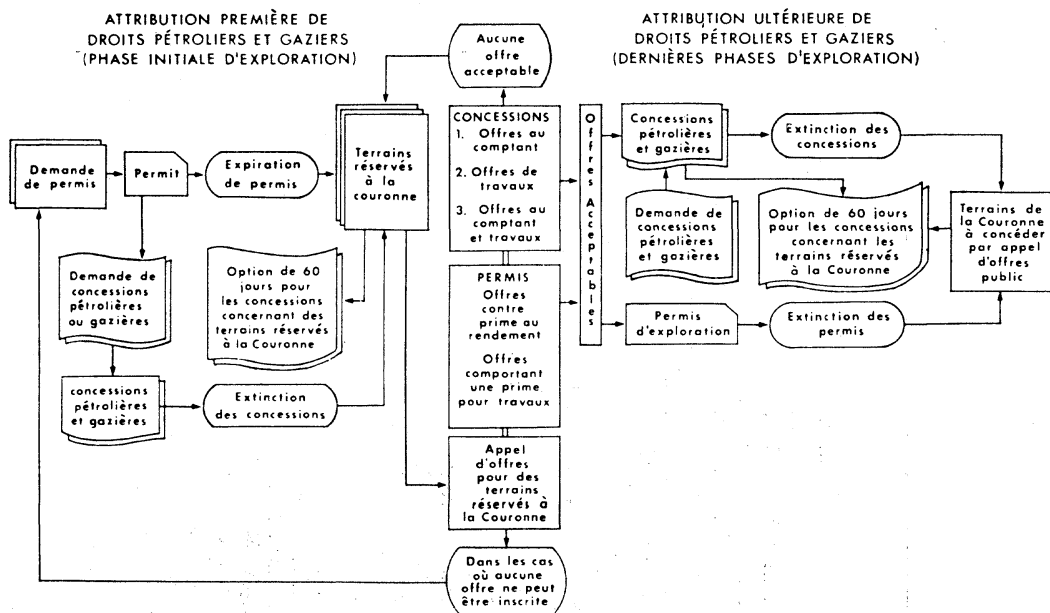 ATTRIBUTION PREMIÈRE DE
DROITS PÉTROLIERS ET GAZIERS
(PHASE INITIALE D'EXPLORATION)
Aucune
offre
acceptable
ATTRIBUTION ULTÉRIEURE DE
DROITS PÉTROLIERS ET GAZIERS
(DERNIÈRES PHASES D'EXPLORATION)
Demande
de permis
Permit
Expiration
de permis
Terrains
réservés
à la
couronne
Demande de
concessions
pétrolières
ou gazières
Option de 60
jours pour
les concessions
concernant des
terrains réservés
à la Couronne
concessions
pétrolières
et gazières
Extinction
des concessions
CONCESSIONS
1. Offres au
comptant
2. Offres de
travaux
3. Offres au
comptant
et travaux
PERMIS
Offres
contre
prime au
rendement
Offres
comportant
une prime
pour travaux
Appel
d'offres
pour des
terrains
réservés à
la Couronne
Dans les cas
où aucune
offre ne peut
être inscrite
Offres Acceptables
Concessions
pétrolières
et gazières
Extinction des
concessions
Demande de
concessions
pétrolières
et gazières
Option de 60 jours
pour les concessions
concernant les
terrains réservés
à la Couronne
Terrains de
la Couronne
à concéder
par appel
d'offres
public
Permis
d'exploration
Extinction des
permis